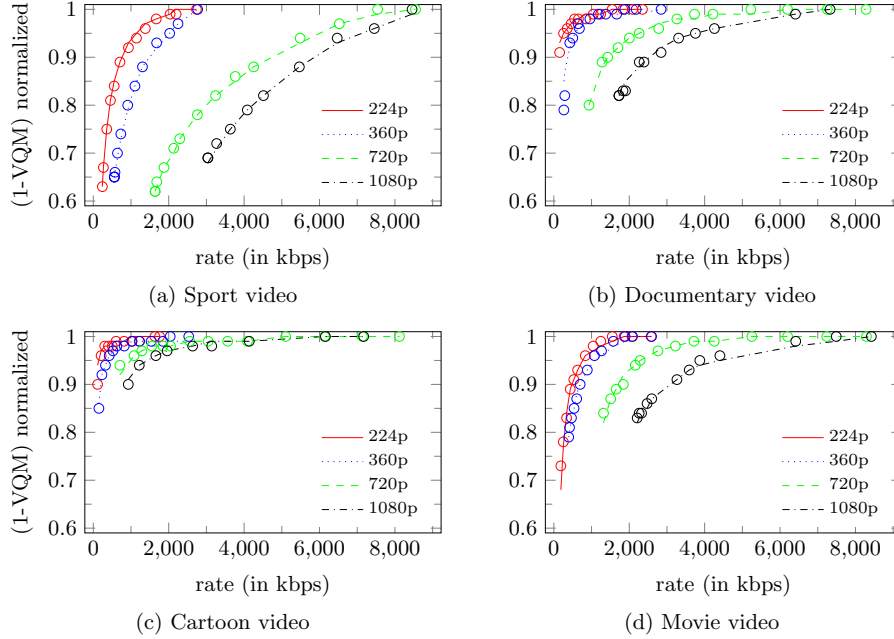 (1-VQM) normalized
1
0.9
0.8
0.7
0.6
224p
360p
720p
1080p
0 2,000 4,000 6,000 8,000
rate (in kbps)
(a) Sport video
1
0.9
0.8
0.7
0.6
224p
360p
720p
1080p
0 2,000 4,000 6,000 8,000
rate (in kbps)
(b) Documentary video
(1-VQM) normalized
1
0.9
0.8
0.7
0.6
224p
360p
720p
1080p
0 2,000 4,000 6,000 8,000
rate (in kbps)
(c) Cartoon video
1
0.9
0.8
0.7
0.6
224p
360p
720p
1080p
0 2,000 4,000 6,000 8,000
rate (in kbps)
(d) Movie video